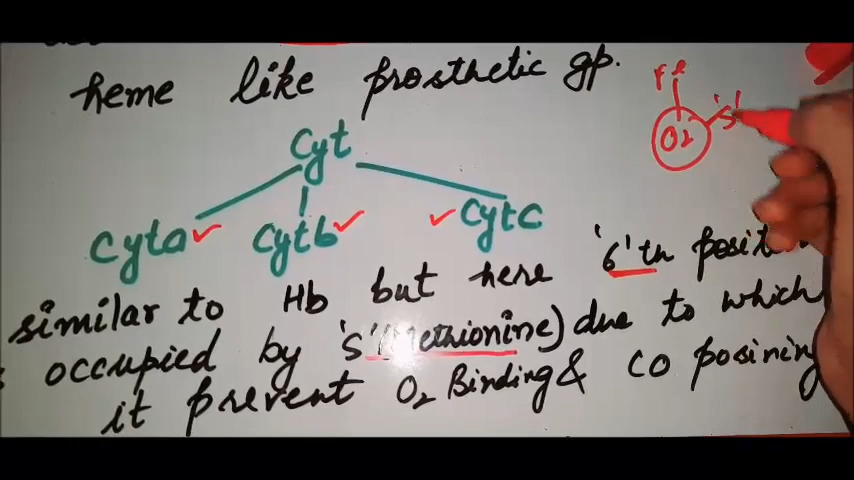 heme like prosthetic gp.
Fe
O2 's'
Cyt
Cyta Cytb Cytc
similar to Hb but here '6'th
occupied by 's'(Methionine) due to which
it prevent O2 Binding & CO posining